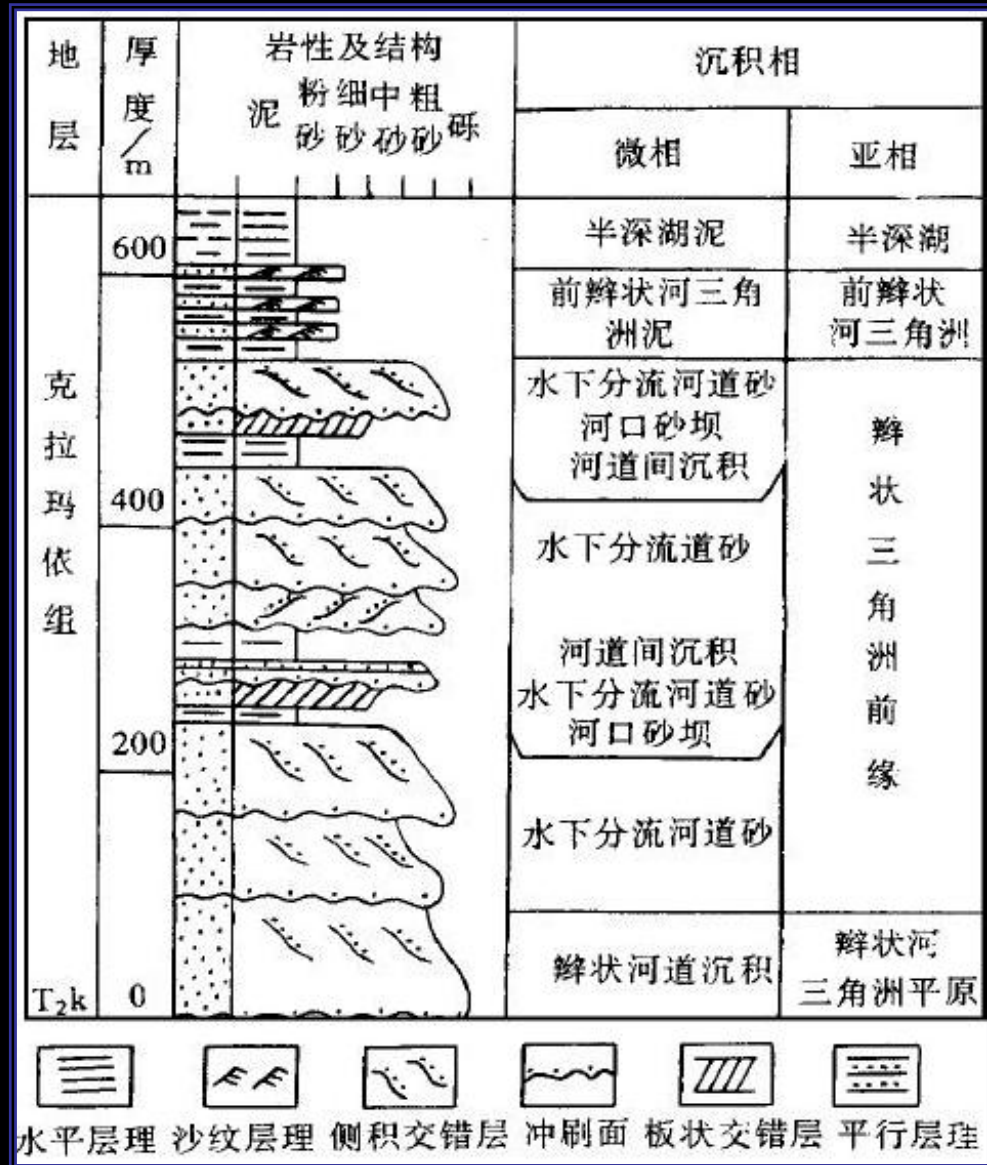 地层
厚度/m
岩性及结构
泥 粉砂 细砂 中砂 粗砂 砾
沉积相
微相
亚相
克拉玛依组
T₂k
600
400
200
0
半深湖泥
半深湖
前辫状河三角
洲泥
前辫状
河三角洲
水下分流河道砂
河口砂坝
河道间沉积
水下分流道砂
河道间沉积
水下分流河道砂
河口砂坝
水下分流河道砂
辫状三角洲前缘
辫状河道沉积
辫状河
三角洲平原
水平层理 沙纹层理 侧积交错层 冲刷面 板状交错层 平行层理